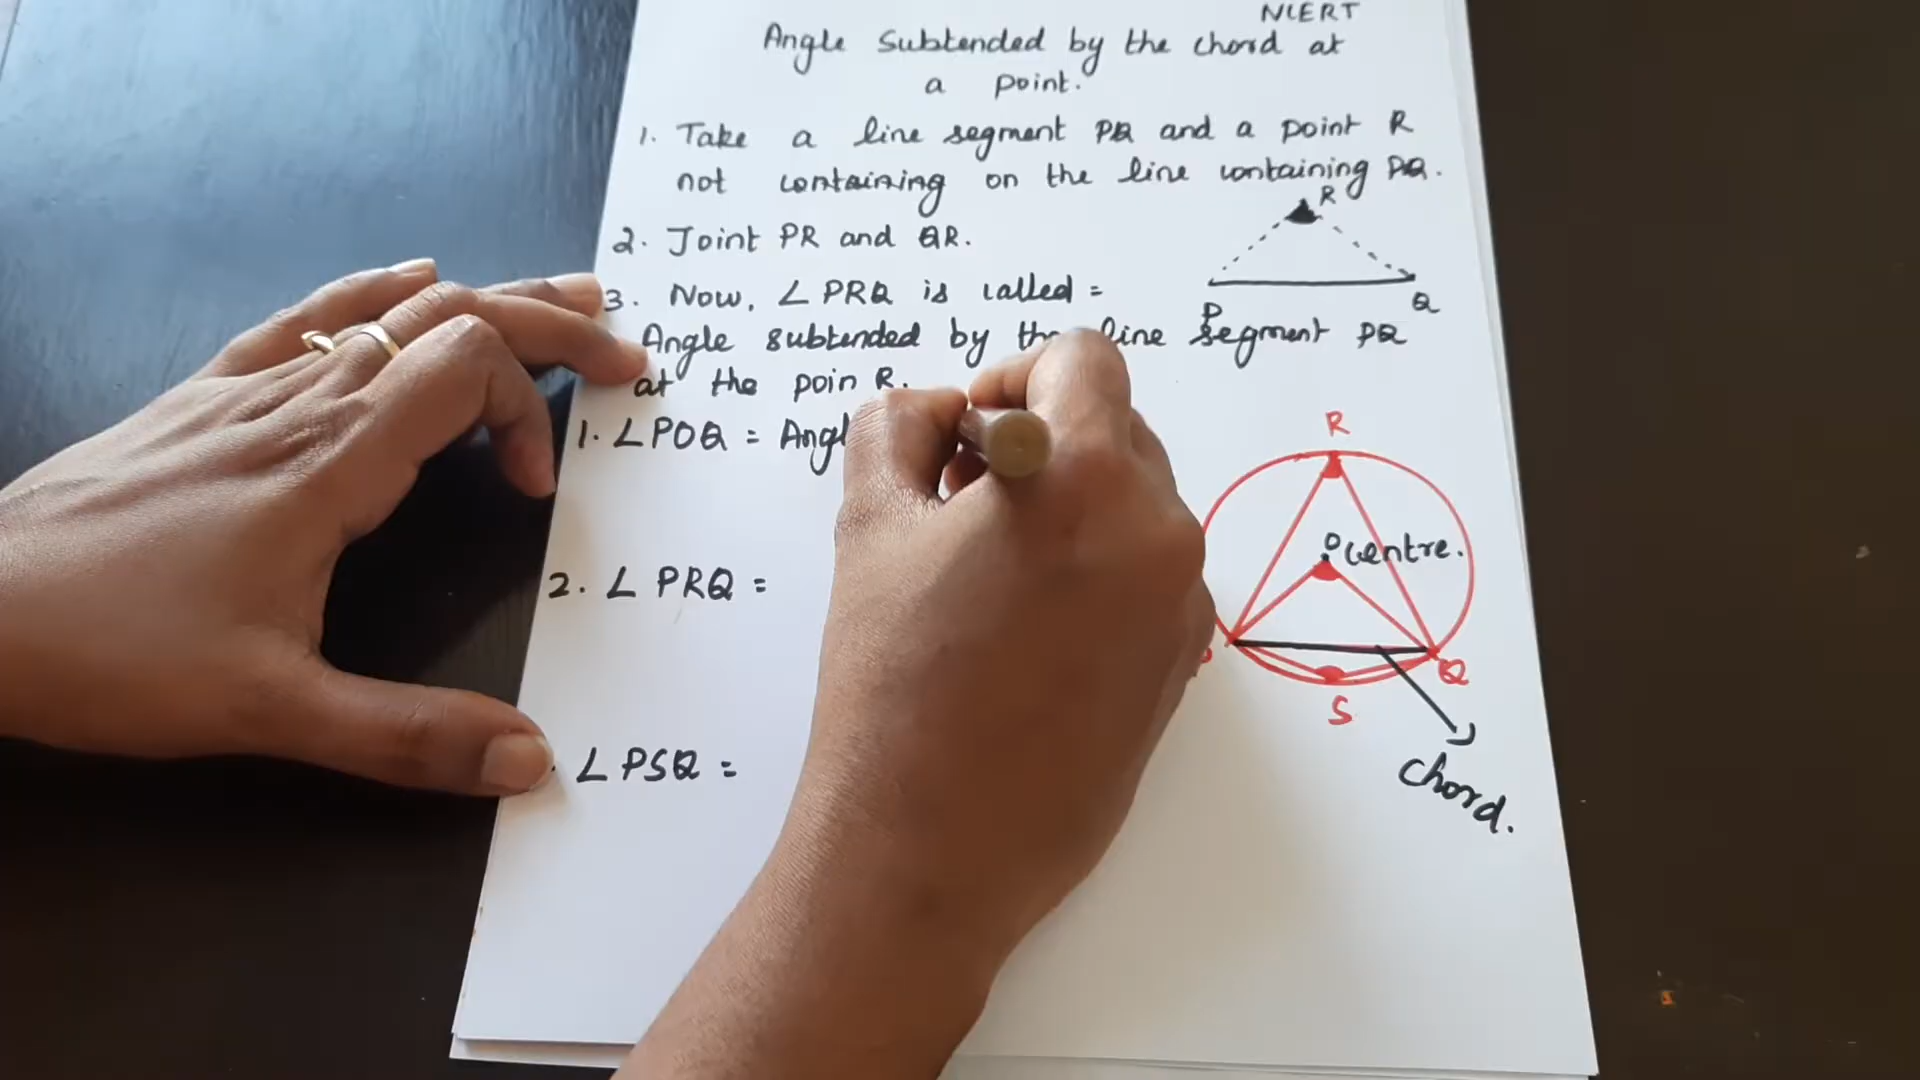 NCERT
Angle Subtended by the chord at
a point.
1. Take a line segment PQ and a point R
not containing on the line containing PQ.
R
2. Joint PR and QR.
3. Now, ∠ PRQ is called =
P
Q
Angle subtended by the line segment PQ
at the poin R.
R
1. ∠POQ = Angl
O centre.
2. ∠ PRQ =
Q
S
∠ PSQ =
chord.